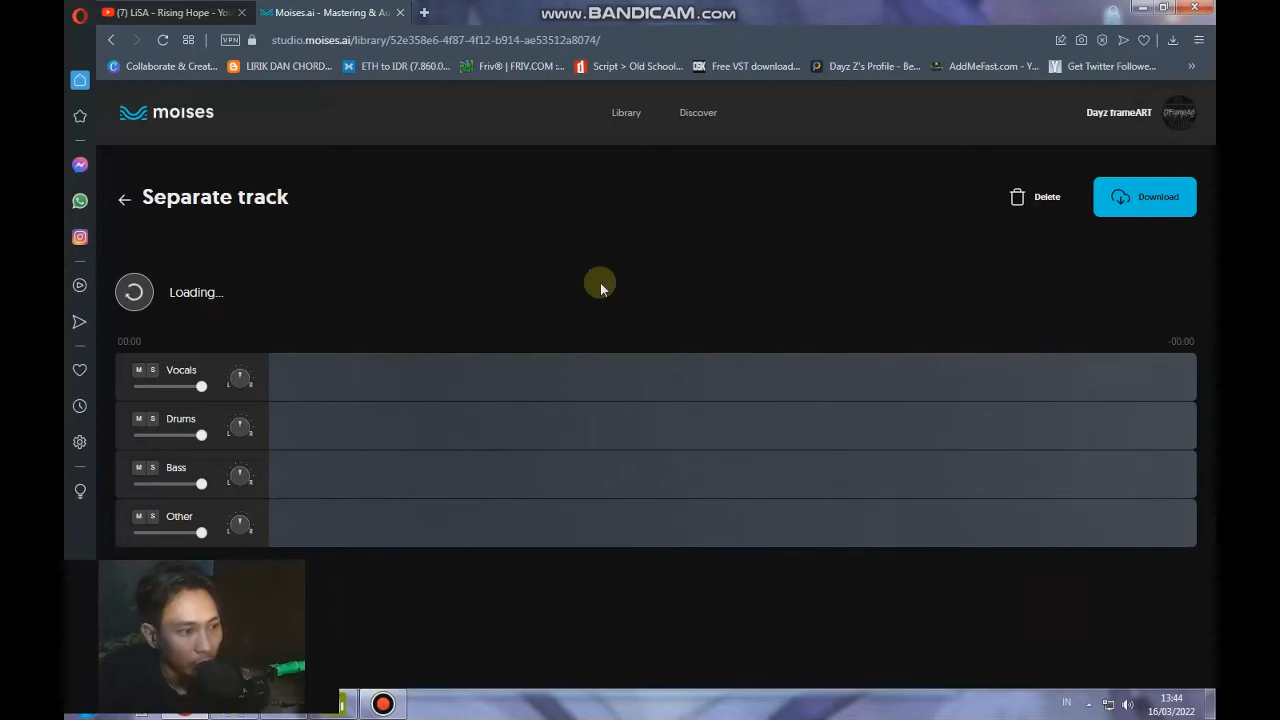 www.BANDICAM.com
(7) LiSA - Rising Hope - You
Moises.ai - Mastering & Au
VPN
studio.moises.ai/library/52e358e6-4f87-4f12-b914-ae53512a8074/
Collaborate & Creat...
LIRIK DAN CHORD...
ETH to IDR (7.860.0...
Friv® | FRIV.COM :...
Script > Old School...
Free VST download...
Dayz Z's Profile - Be...
AddMeFast.com - Y...
Get Twitter Followe...
»
moises
Library
Discover
Dayz frameART
Separate track
Delete
Download
Loading...
00:00
-00:00
M S Vocals
L R
M S Drums
L R
M S Bass
L R
M S Other
L R
IN
13:44
16/03/2022